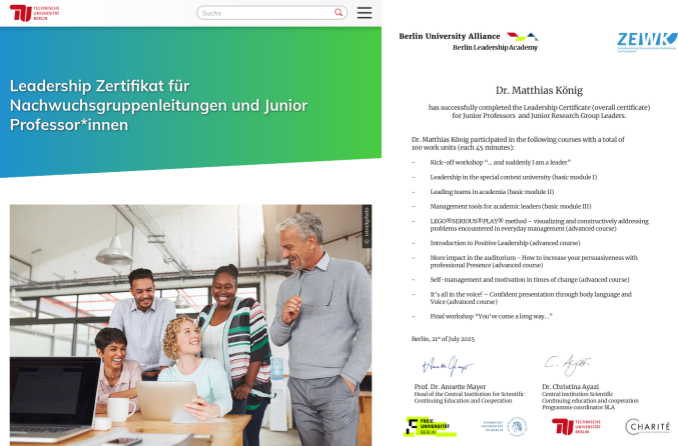 TECHNISCHE
UNIVERSITÄT
BERLIN
Suche
Leadership Zertifikat für
Nachwuchsgruppenleitungen und Junior
Professor*innen
Berlin University Alliance
Berlin Leadership Academy
ZEWK
Dr. Matthias König
has successfully completed the Leadership Certificate (overall certificate)
for Junior Professors and Junior Research Group Leaders.
Dr. Matthias König participated in the following courses with a total of
100 work units (each 45 minutes):
- Kick-off workshop "... and suddenly I am a leader"
- Leadership in the special context university (basic module I)
- Leading teams in academia (basic module II)
- Management tools for academic leaders (basic module III)
- LEGO®SERIOUS®PLAY® method – visualizing and constructively addressing
problems encountered in everyday management (advanced course)
- Introduction to Positive Leadership (advanced course)
- More impact in the auditorium - How to increase your persuasiveness with
professional Presence (advanced course)
- Self-management and motivation in times of change (advanced course)
- It's all in the voice! – Confident presentation through body language and
Voice (advanced course)
- Final workshop "You've come a long way..."
Berlin, 21st of July 2025
Prof. Dr. Annette Mayer
Head of the Central Institution for Scientific
Continuing Education and Cooperation
Dr. Christina Ayazi
Central institution Scientific
Continuing education and cooperation
Programme coordinator BLA
FREIE
UNIVERSITÄT
BERLIN
TECHNISCHE
UNIVERSITÄT
BERLIN
CHARITÉ